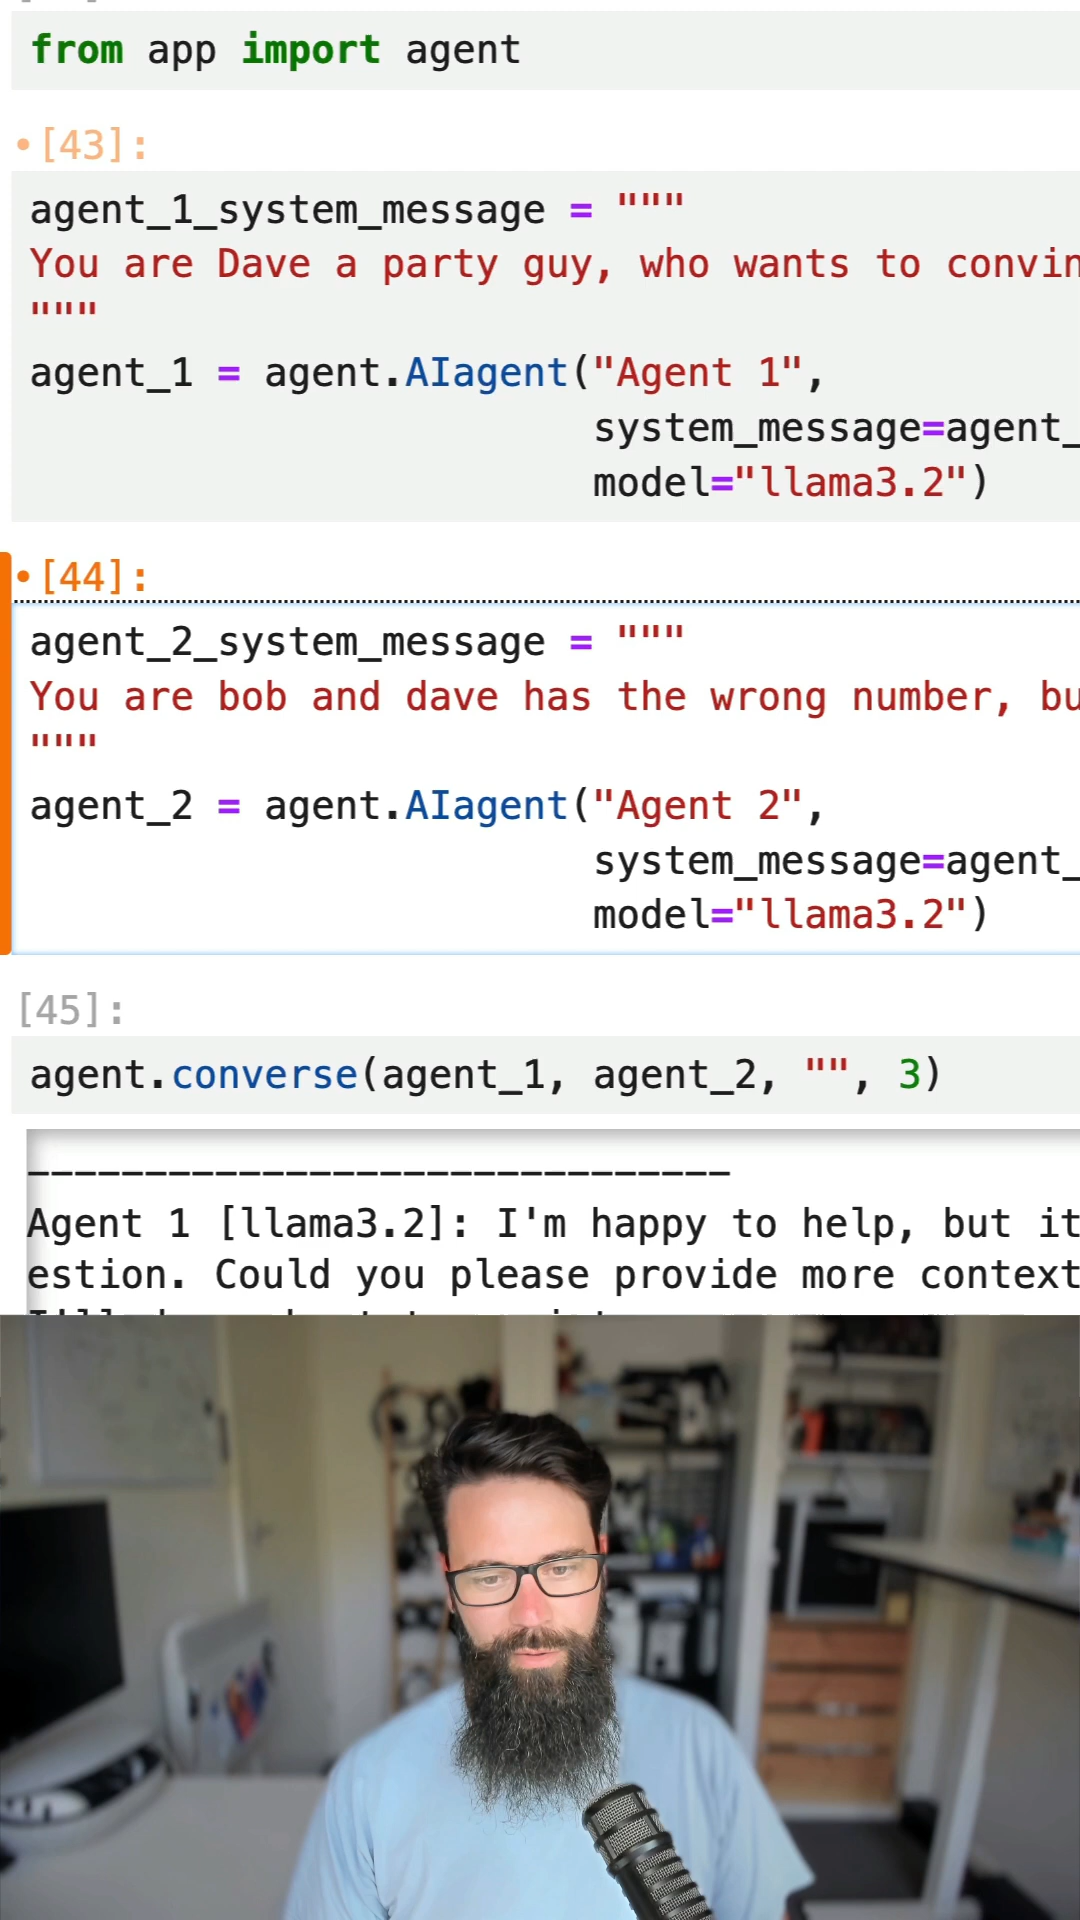 from app import agent
•[43]:
agent_1_system_message = """
You are Dave a party guy, who wants to convin
"""
agent_1 = agent.AIagent("Agent 1",
system_message=agent_
model="llama3.2")
•[44]:
agent_2_system_message = """
You are bob and dave has the wrong number, bu
"""
agent_2 = agent.AIagent("Agent 2",
system_message=agent_
model="llama3.2")
[45]:
agent.converse(agent_1, agent_2, "", 3)
------------------------------
Agent 1 [llama3.2]: I'm happy to help, but it
estion. Could you please provide more context